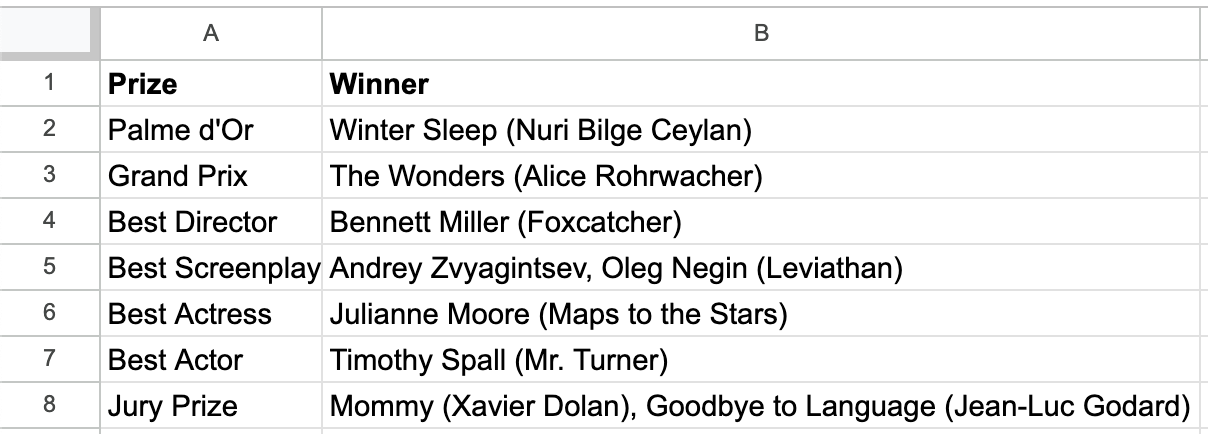 A B
1 Prize Winner
2 Palme d'Or Winter Sleep (Nuri Bilge Ceylan)
3 Grand Prix The Wonders (Alice Rohrwacher)
4 Best Director Bennett Miller (Foxcatcher)
5 Best Screenplay Andrey Zvyagintsev, Oleg Negin (Leviathan)
6 Best Actress Julianne Moore (Maps to the Stars)
7 Best Actor Timothy Spall (Mr. Turner)
8 Jury Prize Mommy (Xavier Dolan), Goodbye to Language (Jean-Luc Godard)